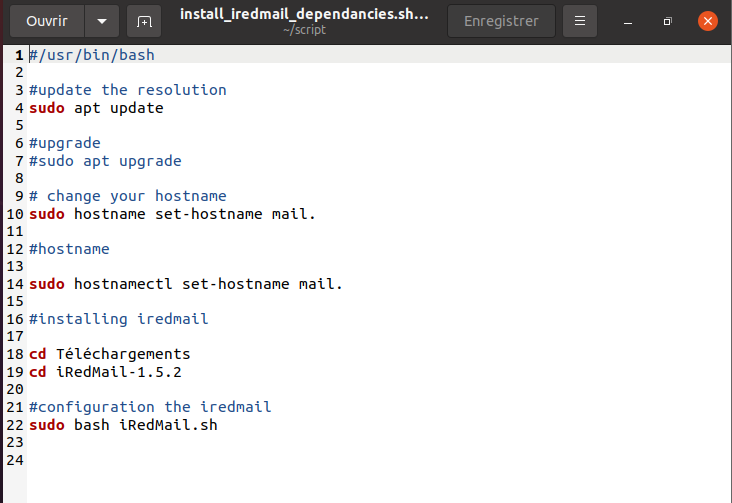 Ouvrir
install_iredmail_dependancies.sh...
~/script
Enregistrer
1 #/usr/bin/bash
2
3 #update the resolution
4 sudo apt update
5
6 #upgrade
7 #sudo apt upgrade
8
9 # change your hostname
10 sudo hostname set-hostname mail.
11
12 #hostname
13
14 sudo hostnamectl set-hostname mail.
15
16 #installing iredmail
17
18 cd Téléchargements
19 cd iRedMail-1.5.2
20
21 #configuration the iredmail
22 sudo bash iRedMail.sh
23
24